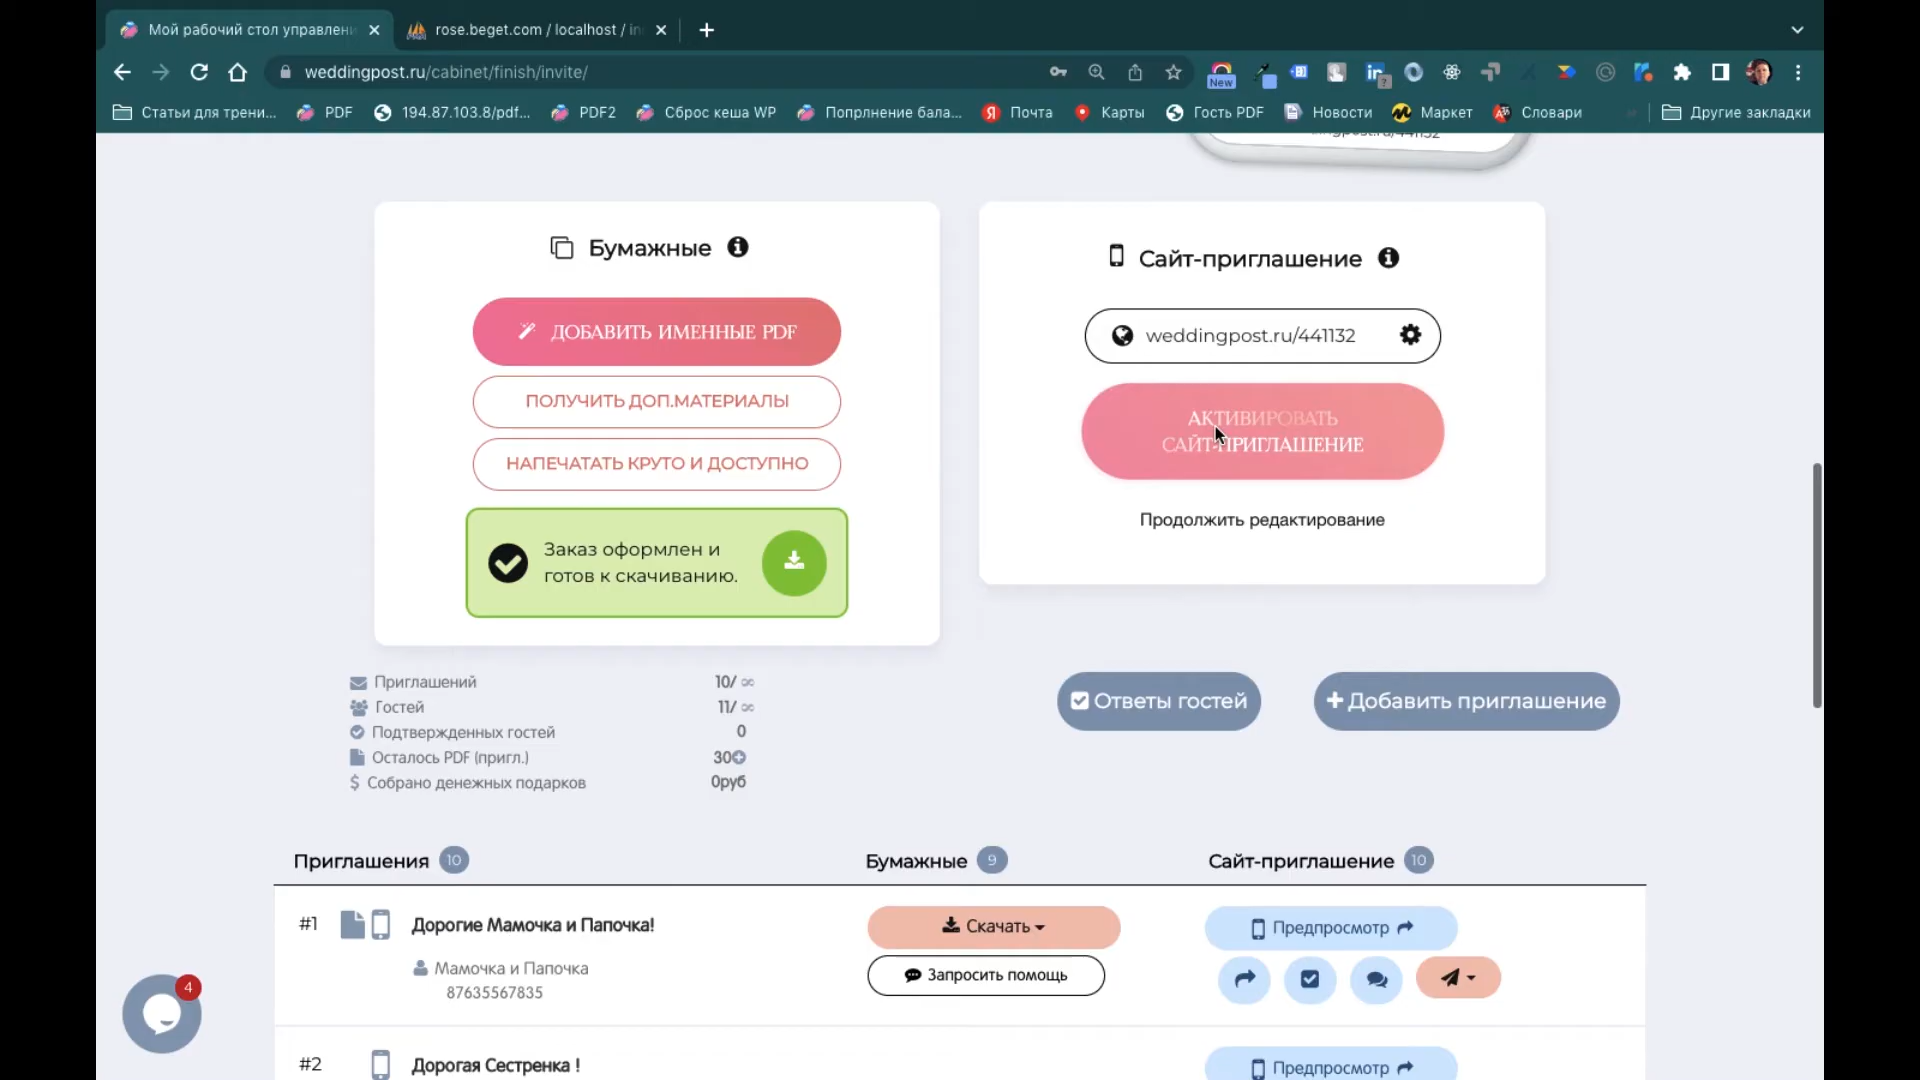 Мой рабочий стол управлени
rose.beget.com / localhost / in
weddingpost.ru/cabinet/finish/invite/
New
7
Статьи для трени...
PDF
194.87.103.8/pdf...
PDF2
Сброс кеша WP
Попрлнение бала...
Почта
Карты
Гость PDF
Новости
Маркет
Словари
Другие закладки
Бумажные
ДОБАВИТЬ ИМЕННЫЕ PDF
ПОЛУЧИТЬ ДОП.МАТЕРИАЛЫ
НАПЕЧАТАТЬ КРУТО И ДОСТУПНО
Заказ оформлен и
готов к скачиванию.
Сайт-приглашение
weddingpost.ru/441132
АКТИВИРОВАТЬ
САЙТ-ПРИГЛАШЕНИЕ
Продолжить редактирование
Приглашений 10/ ∞
Гостей 11/ ∞
Подтвержденных гостей 0
Осталось PDF (пригл.) 30
Собрано денежных подарков 0руб
Ответы гостей
Добавить приглашение
Приглашения 10
Бумажные 9
Сайт-приглашение 10
#1
Дорогие Мамочка и Папочка!
Мамочка и Папочка
87635567835
Скачать
Запросить помощь
Предпросмотр
4
#2
Дорогая Сестренка !
Предпросмотр